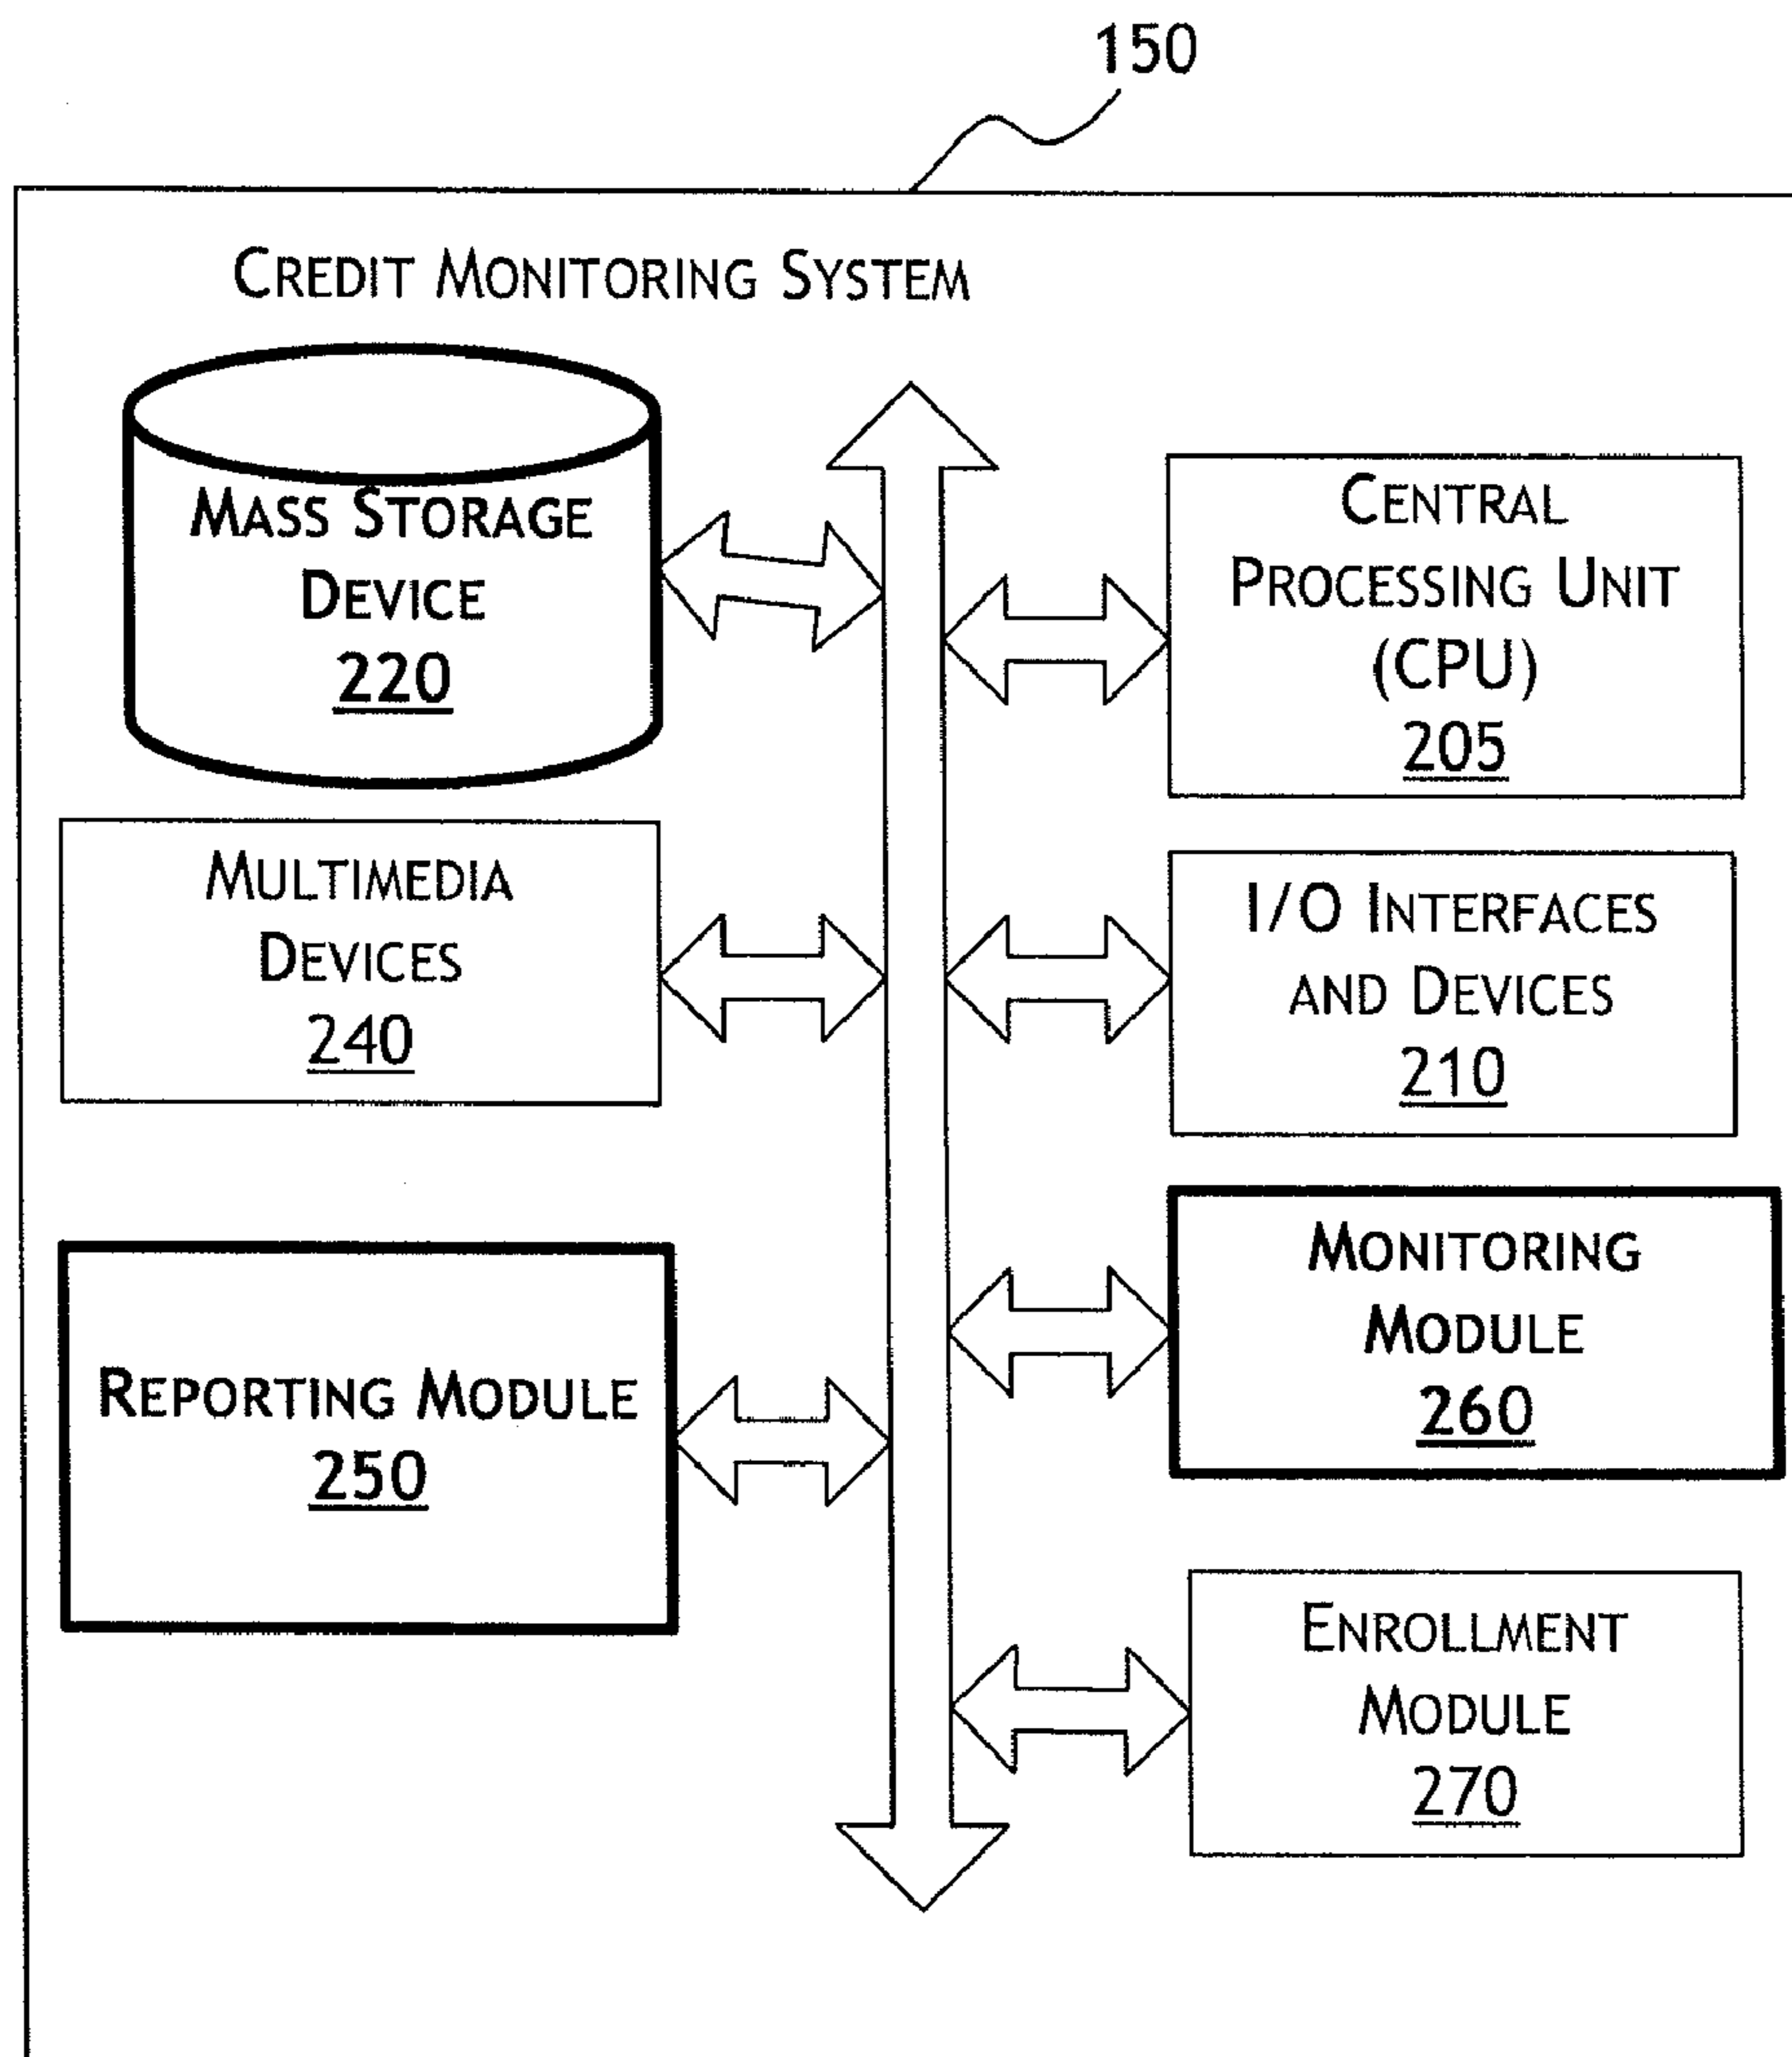 150
CREDIT MONITORING SYSTEM
MASS STORAGE
DEVICE
220
CENTRAL
PROCESSING UNIT
(CPU)
205
MULTIMEDIA
DEVICES
240
I/O INTERFACES
AND DEVICES
210
REPORTING MODULE
250
MONITORING
MODULE
260
ENROLLMENT
MODULE
270